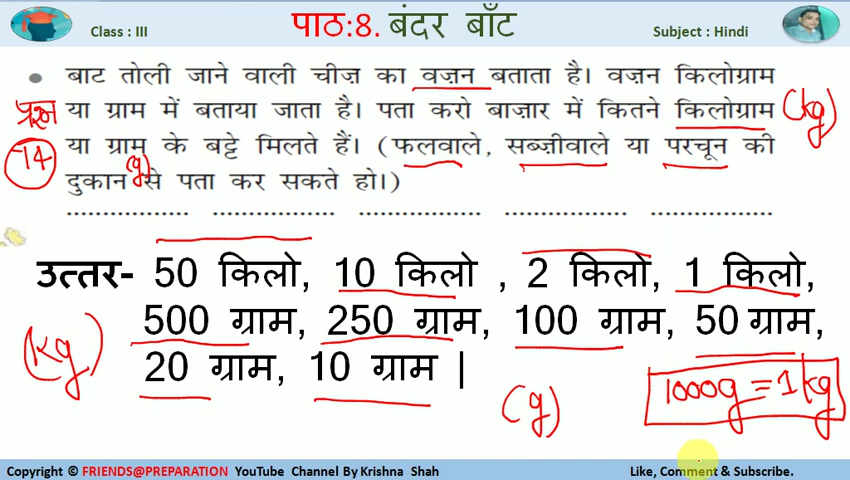 Class : III
पाठ:8. बंदर बाँट
Subject : Hindi
• बाट तोली जाने वाली चीज़ का वज़न बताता है। वज़न किलोग्राम
प्रश्न या ग्राम में बताया जाता है। पता करो बाज़ार में कितने किलोग्राम (kg)
14 या ग्राम के बट्टे मिलते हैं। (फलवाले, सब्ज़ीवाले या परचून की
(g)
दुकान से पता कर सकते हो।)
उत्तर- 50 किलो, 10 किलो , 2 किलो, 1 किलो,
500 ग्राम, 250 ग्राम, 100 ग्राम, 50 ग्राम,
(kg)
20 ग्राम, 10 ग्राम |
(g)
1000g = 1kg
Copyright © FRIENDS@PREPARATION YouTube Channel By Krishna Shah
Like, Comment & Subscribe.